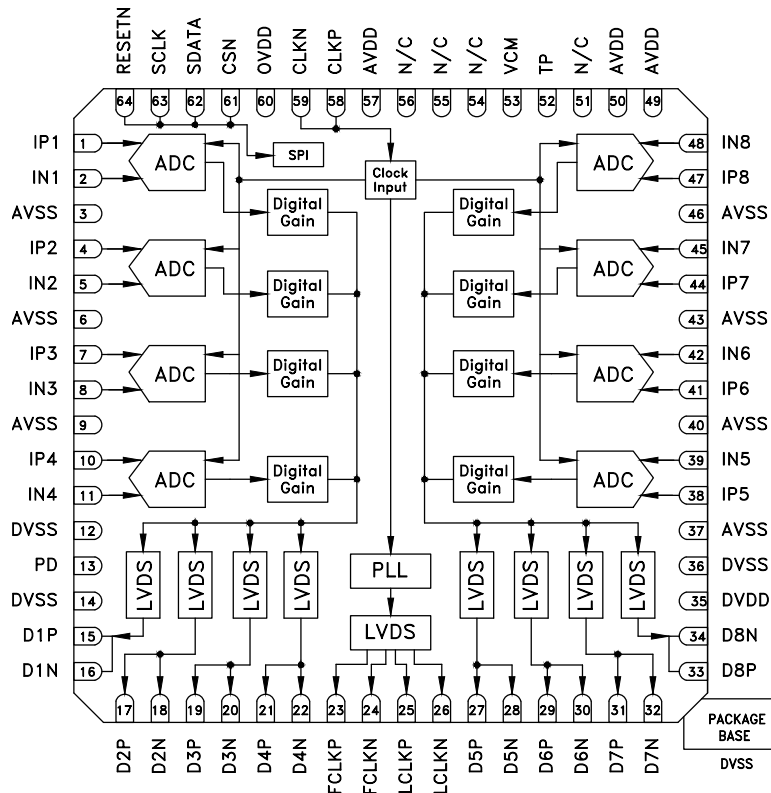 RESETN
SCLK
SDATA
CSN
OVDD
CLKN
CLKP
AVDD
N/C
N/C
N/C
VCM
TP
N/C
AVDD
AVDD
64
63
62
61
60
59
58
57
56
55
54
53
52
51
50
49
IP1 1
IN1 2
AVSS 3
IP2 4
IN2 5
AVSS 6
IP3 7
IN3 8
AVSS 9
IP4 10
IN4 11
DVSS 12
PD 13
DVSS 14
D1P 15
D1N 16
ADC
ADC
ADC
ADC
SPI
Clock
Input
Digital
Gain
Digital
Gain
Digital
Gain
Digital
Gain
Digital
Gain
Digital
Gain
Digital
Gain
Digital
Gain
ADC
ADC
ADC
ADC
48 IN8
47 IP8
46 AVSS
45 IN7
44 IP7
43 AVSS
42 IN6
41 IP6
40 AVSS
39 IN5
38 IP5
37 AVSS
36 DVSS
35 DVDD
34 D8N
33 D8P
LVDS
LVDS
LVDS
LVDS
PLL
LVDS
LVDS
LVDS
LVDS
LVDS
17
18
19
20
21
22
23
24
25
26
27
28
29
30
31
32
D2P
D2N
D3P
D3N
D4P
D4N
FCLKP
FCLKN
LCLKP
LCLKN
D5P
D5N
D6P
D6N
D7P
D7N
PACKAGE
BASE
DVSS